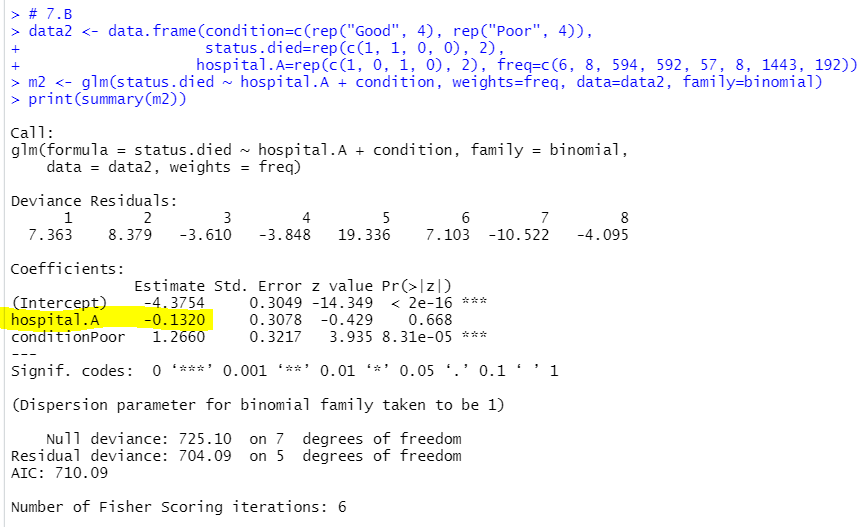 > # 7.B
> data2 <- data.frame(condition=c(rep("Good", 4), rep("Poor", 4)),
+ status.died=rep(c(1, 1, 0, 0), 2),
+ hospital.A=rep(c(1, 0, 1, 0), 2), freq=c(6, 8, 594, 592, 57, 8, 1443, 192))
> m2 <- glm(status.died ~ hospital.A + condition, weights=freq, data=data2, family=binomial)
> print(summary(m2))
Call:
glm(formula = status.died ~ hospital.A + condition, family = binomial,
data = data2, weights = freq)
Deviance Residuals:
1 2 3 4 5 6 7 8
7.363 8.379 -3.610 -3.848 19.336 7.103 -10.522 -4.095
Coefficients:
Estimate Std. Error z value Pr(>|z|)
(Intercept) -4.3754 0.3049 -14.349 < 2e-16 ***
hospital.A -0.1320 0.3078 -0.429 0.668
conditionPoor 1.2660 0.3217 3.935 8.31e-05 ***
---
Signif. codes: 0 ‘***’ 0.001 ‘**’ 0.01 ‘*’ 0.05 ‘.’ 0.1 ‘ ’ 1
(Dispersion parameter for binomial family taken to be 1)
Null deviance: 725.10 on 7 degrees of freedom
Residual deviance: 704.09 on 5 degrees of freedom
AIC: 710.09
Number of Fisher Scoring iterations: 6